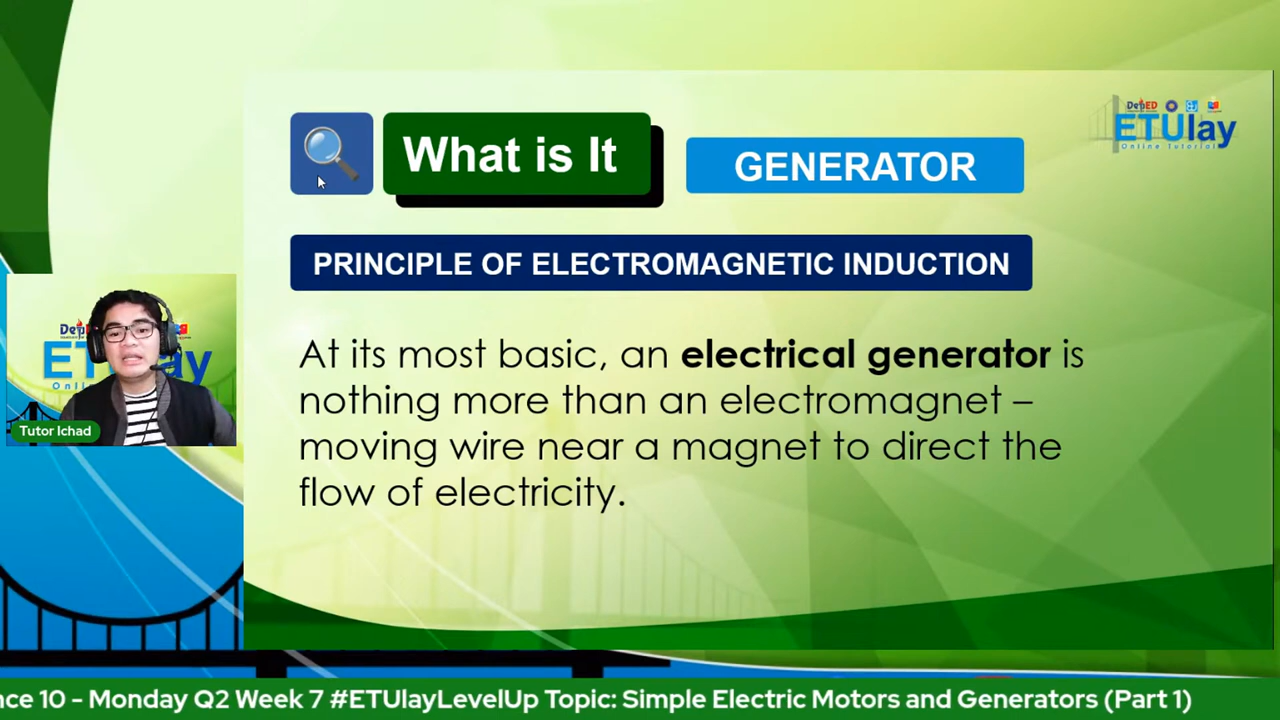 What is It
GENERATOR
DepED
ETUlay
Online Tutorial
PRINCIPLE OF ELECTROMAGNETIC INDUCTION
At its most basic, an electrical generator is
nothing more than an electromagnet –
moving wire near a magnet to direct the
flow of electricity.
Tutor Ichad
nce 10 - Monday Q2 Week 7 #ETUlayLevelUp Topic: Simple Electric Motors and Generators (Part 1)